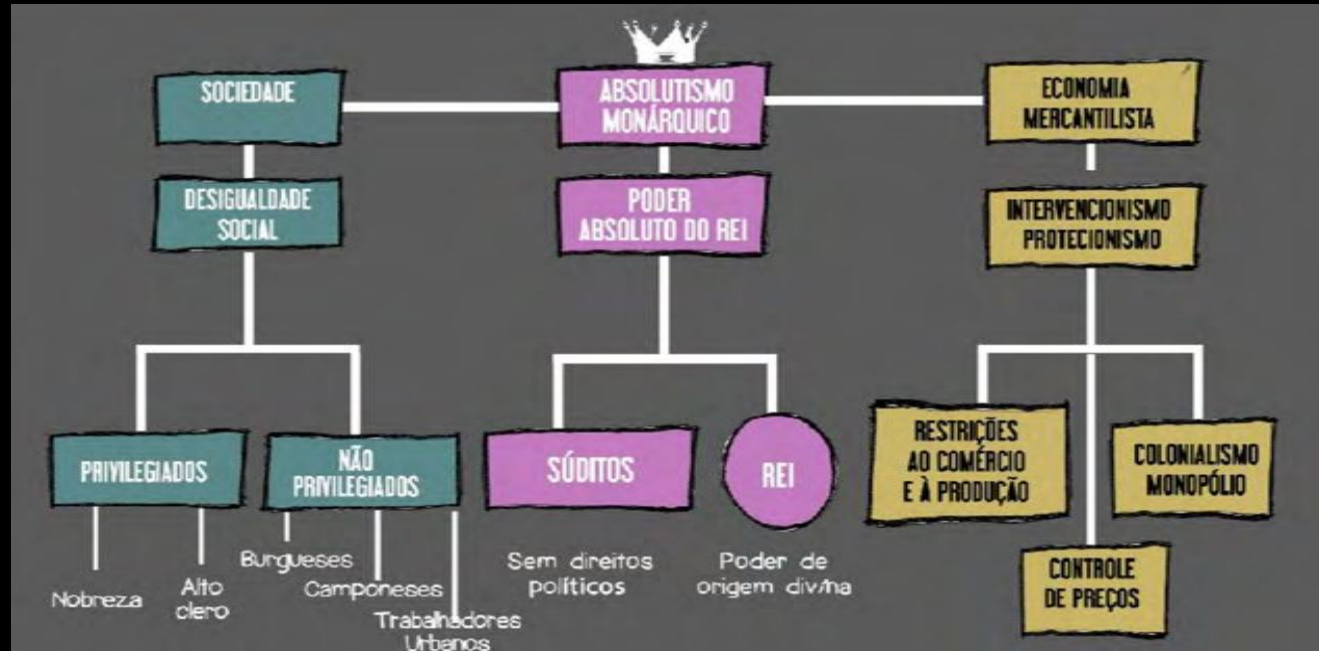 SOCIEDADE
ABSOLUTISMO
MONÁRQUICO
ECONOMIA
MERCANTILISTA
DESIGUALDADE
SOCIAL
PODER
ABSOLUTO DO REI
INTERVENCIONISMO
PROTECIONISMO
PRIVILEGIADOS
NÃO
PRIVILEGIADOS
SÚDITOS
REI
RESTRIÇÕES
AO COMÉRCIO
E À PRODUÇÃO
COLONIALISMO
MONOPÓLIO
Nobreza
Alto
clero
Burgueses
Camponeses
Trabalhadores
Urbanos
Sem direitos
políticos
Poder de
origem divina
CONTROLE
DE PREÇOS